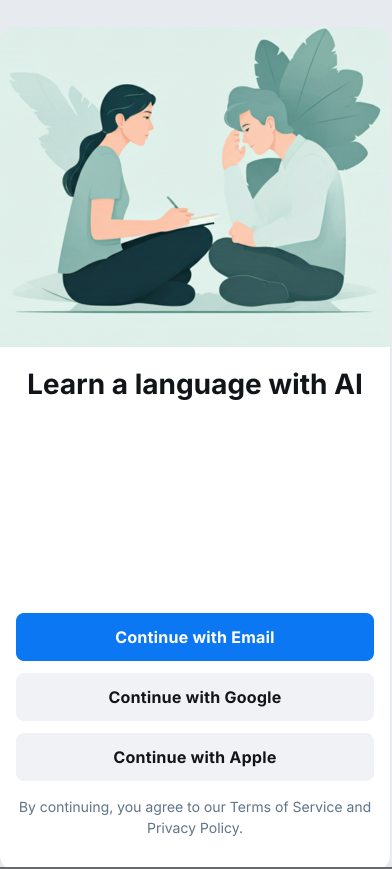 Learn a language with AI
Continue with Email
Continue with Google
Continue with Apple
By continuing, you agree to our Terms of Service and
Privacy Policy.